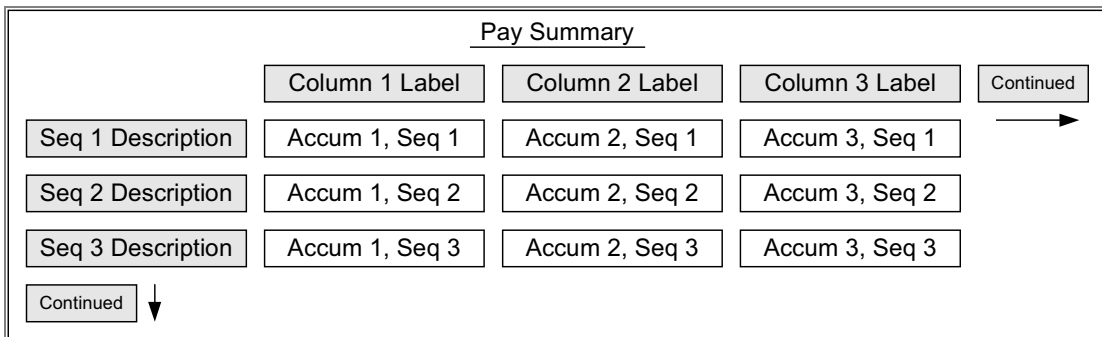 Pay Summary
Column 1 Label Column 2 Label Column 3 Label Continued
Seq 1 Description Accum 1, Seq 1 Accum 2, Seq 1 Accum 3, Seq 1
Seq 2 Description Accum 1, Seq 2 Accum 2, Seq 2 Accum 3, Seq 2
Seq 3 Description Accum 1, Seq 3 Accum 2, Seq 3 Accum 3, Seq 3
Continued